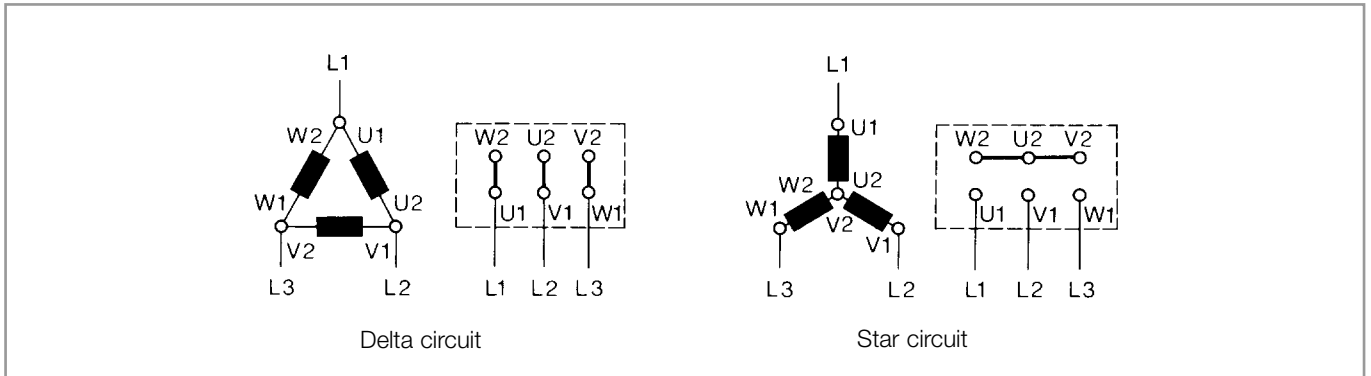 L1
W2 U1
W1 U2
V2 V1
L3 L2
W2 U2 V2
U1 V1 W1
L1 L2 L3
Delta circuit
L1
U1
W2 U2
W1 V2 V1
L3 L2
W2 U2 V2
U1 V1 W1
L1 L2 L3
Star circuit